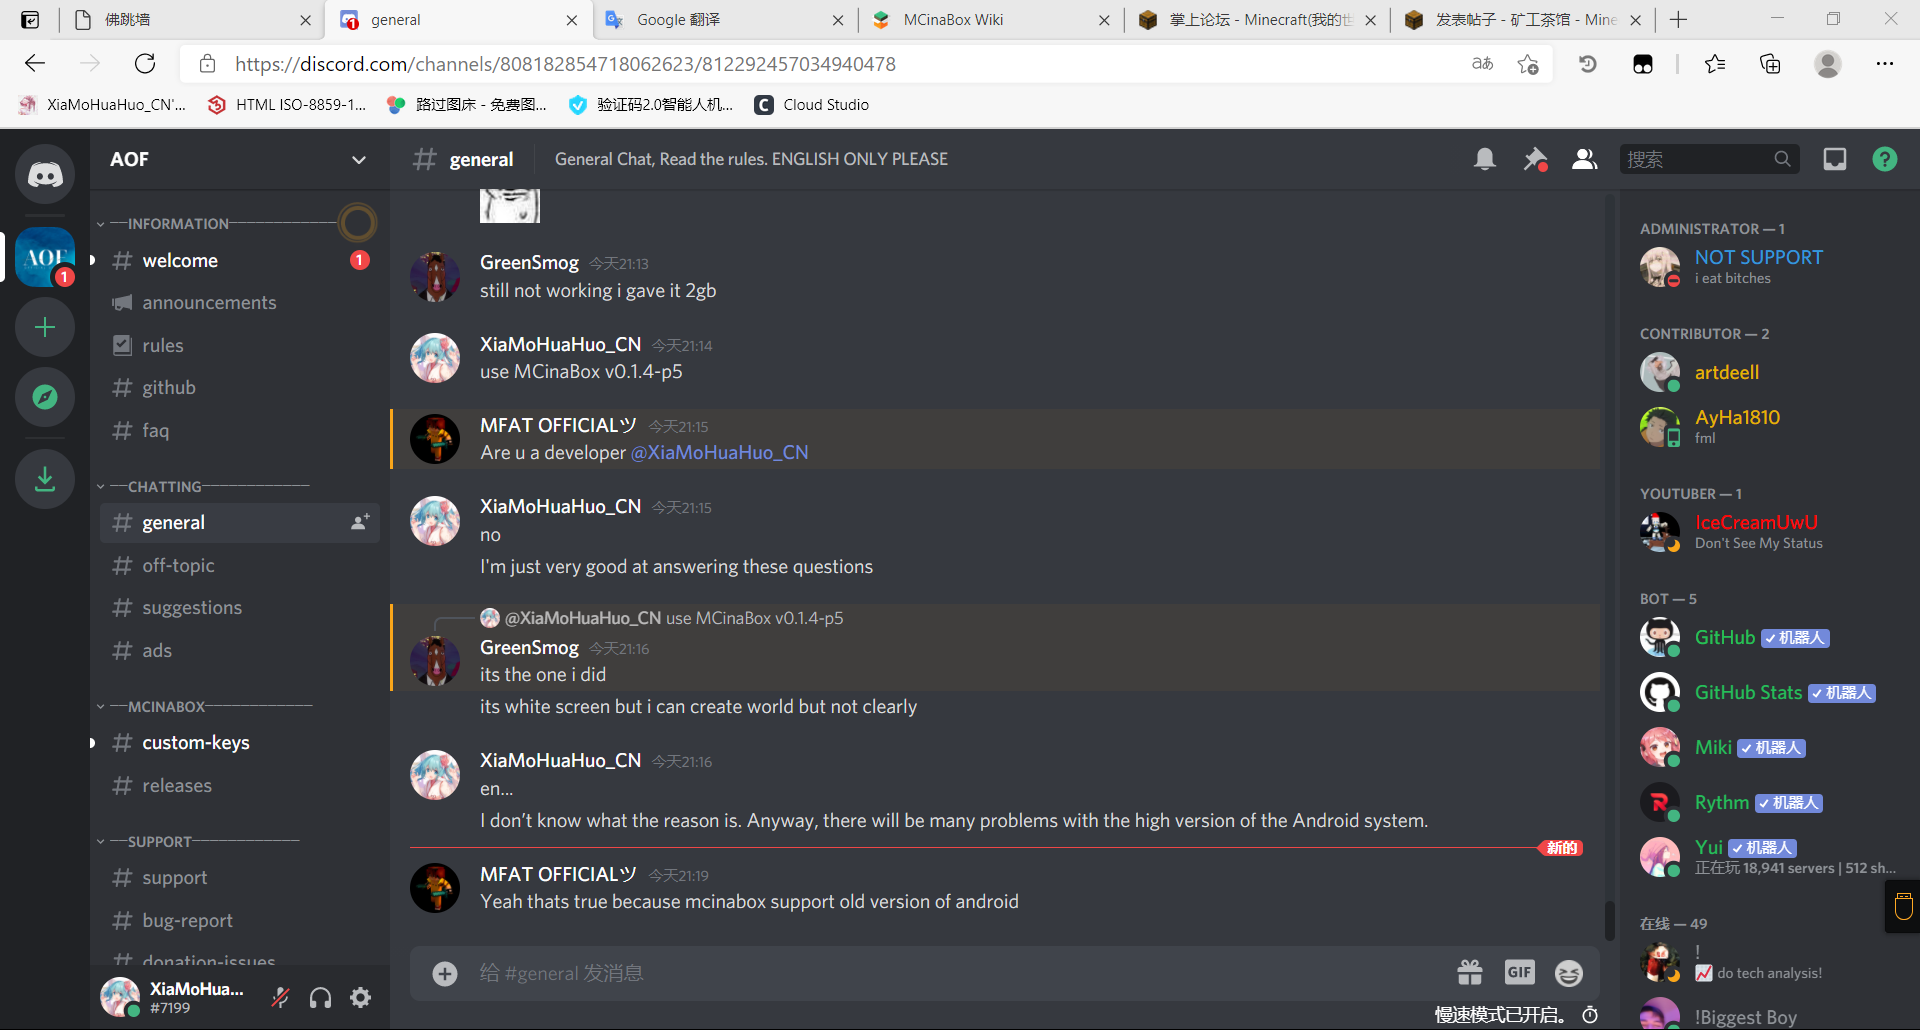 佛跳墙
general
Google 翻译
MCinaBox Wiki
掌上论坛 - Minecraft(我的世
发表帖子 - 矿工茶馆 - Mine
https://discord.com/channels/808182854718062623/812292457034940478
XiaMoHuaHuo_CN'...
HTML ISO-8859-1...
路过图床 - 免费图...
验证码2.0智能人机...
Cloud Studio
AOF
general
General Chat, Read the rules. ENGLISH ONLY PLEASE
搜索
AOF
1
INFORMATION
welcome
1
announcements
rules
github
faq
CHATTING
general
off-topic
suggestions
ads
MCINABOX
custom-keys
releases
SUPPORT
support
bug-report
donation-issues
XiaMoHua...
#7199
GreenSmog 今天21:13
still not working i gave it 2gb
XiaMoHuaHuo_CN 今天21:14
use MCinaBox v0.1.4-p5
MFAT OFFICIALツ 今天21:15
Are u a developer @XiaMoHuaHuo_CN
XiaMoHuaHuo_CN 今天21:15
no
I'm just very good at answering these questions
@XiaMoHuaHuo_CN use MCinaBox v0.1.4-p5
GreenSmog 今天21:16
its the one i did
its white screen but i can create world but not clearly
XiaMoHuaHuo_CN 今天21:16
en...
I don't know what the reason is. Anyway, there will be many problems with the high version of the Android system.
新的
MFAT OFFICIALツ 今天21:19
Yeah thats true because mcinabox support old version of android
给 #general 发消息
GIF
慢速模式已开启。
ADMINISTRATOR — 1
NOT SUPPORT
i eat bitches
CONTRIBUTOR — 2
artdeell
AyHa1810
fml
YOUTUBER — 1
IceCreamUwU
Don't See My Status
BOT — 5
GitHub 机器人
GitHub Stats 机器人
Miki 机器人
Rythm 机器人
Yui 机器人
正在玩 18,941 servers | 512 sh...
在线 — 49
!
do tech analysis!
!Biggest Boy